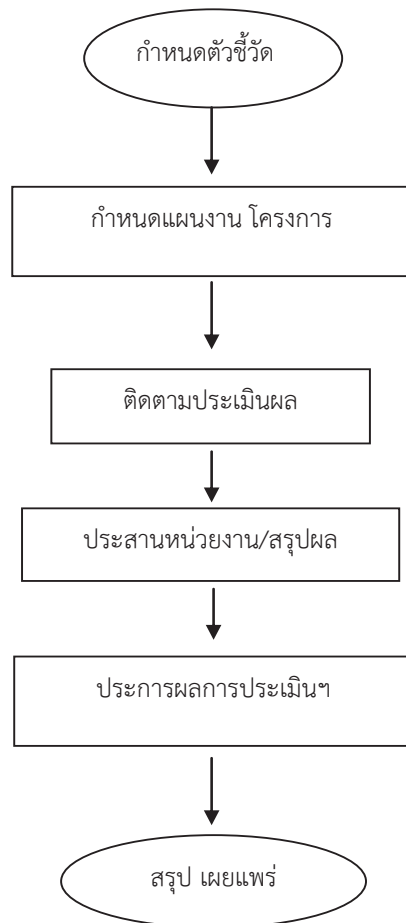 กำหนดตัวชี้วัด
กำหนดแผนงาน โครงการ
ติดตามประเมินผล
ประสานหน่วยงาน/สรุปผล
ประการผลการประเมินฯ
สรุป เผยแพร่